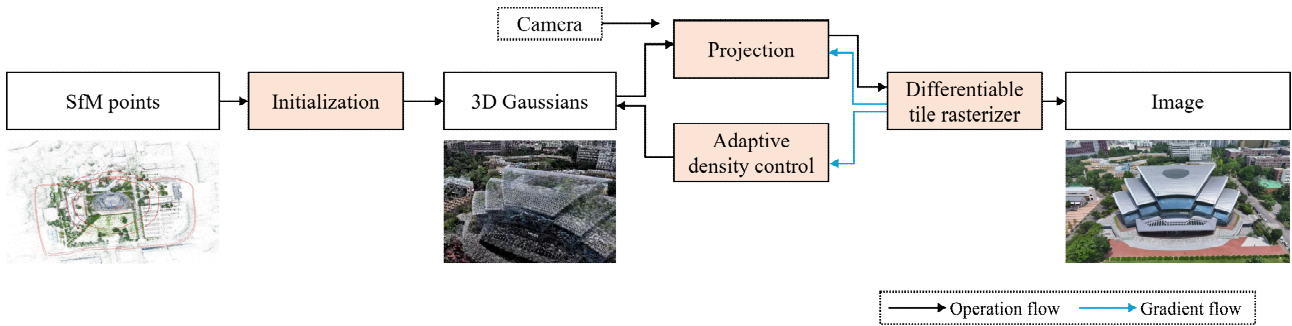 Camera
Projection
SfM points
Initialization
3D Gaussians
Differentiable
tile rasterizer
Image
Adaptive
density control
Operation flow
Gradient flow